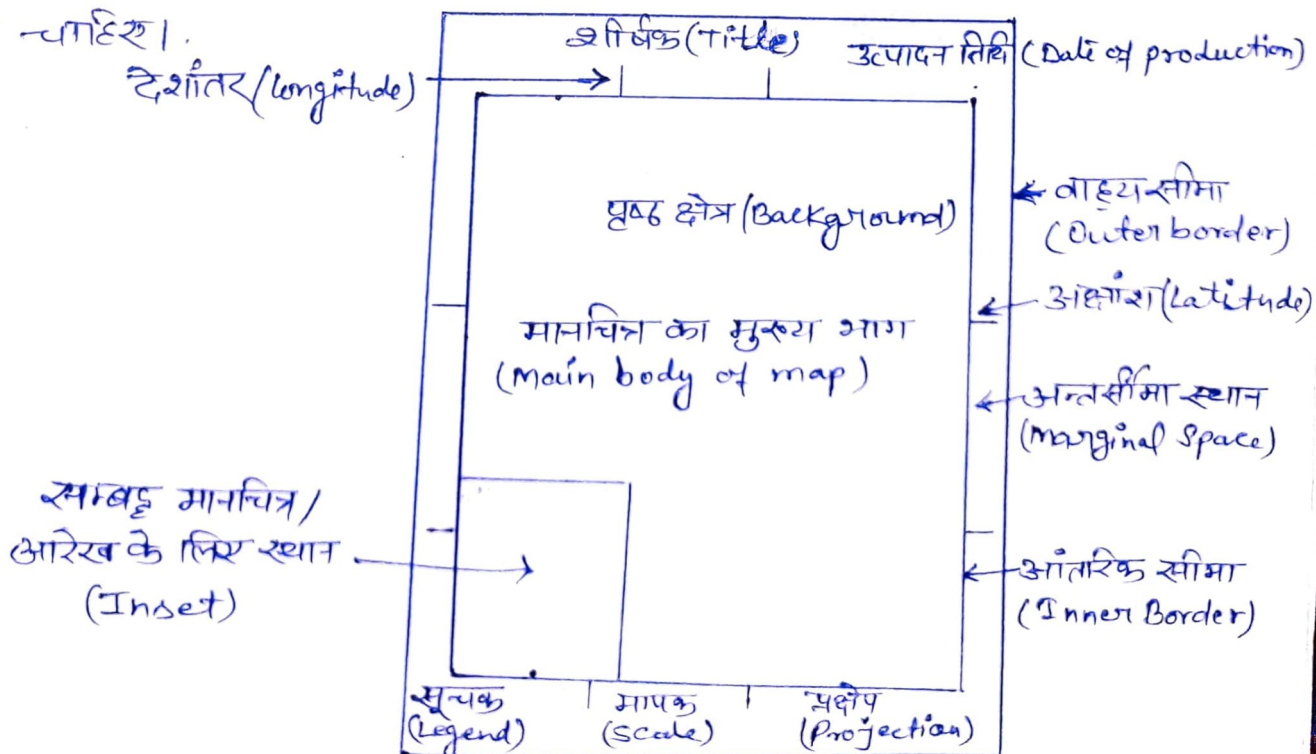 चाहिए।
शीर्षक (Title)
उत्पादन तिथि (Date of production)
देशांतर (longitude)
पृष्ठ क्षेत्र (Background)
वाह्य सीमा
(Outer border)
अक्षांश (Latitude)
मानचित्र का मुख्य भाग
(Main body of map)
अन्तर्सीमा स्थान
(Marginal Space)
सम्बद्ध मानचित्र/
आरेख के लिए स्थान
(Inset)
आंतरिक सीमा
(Inner Border)
सूचक
(Legend)
मापक
(Scale)
प्रक्षेप
(Projection)